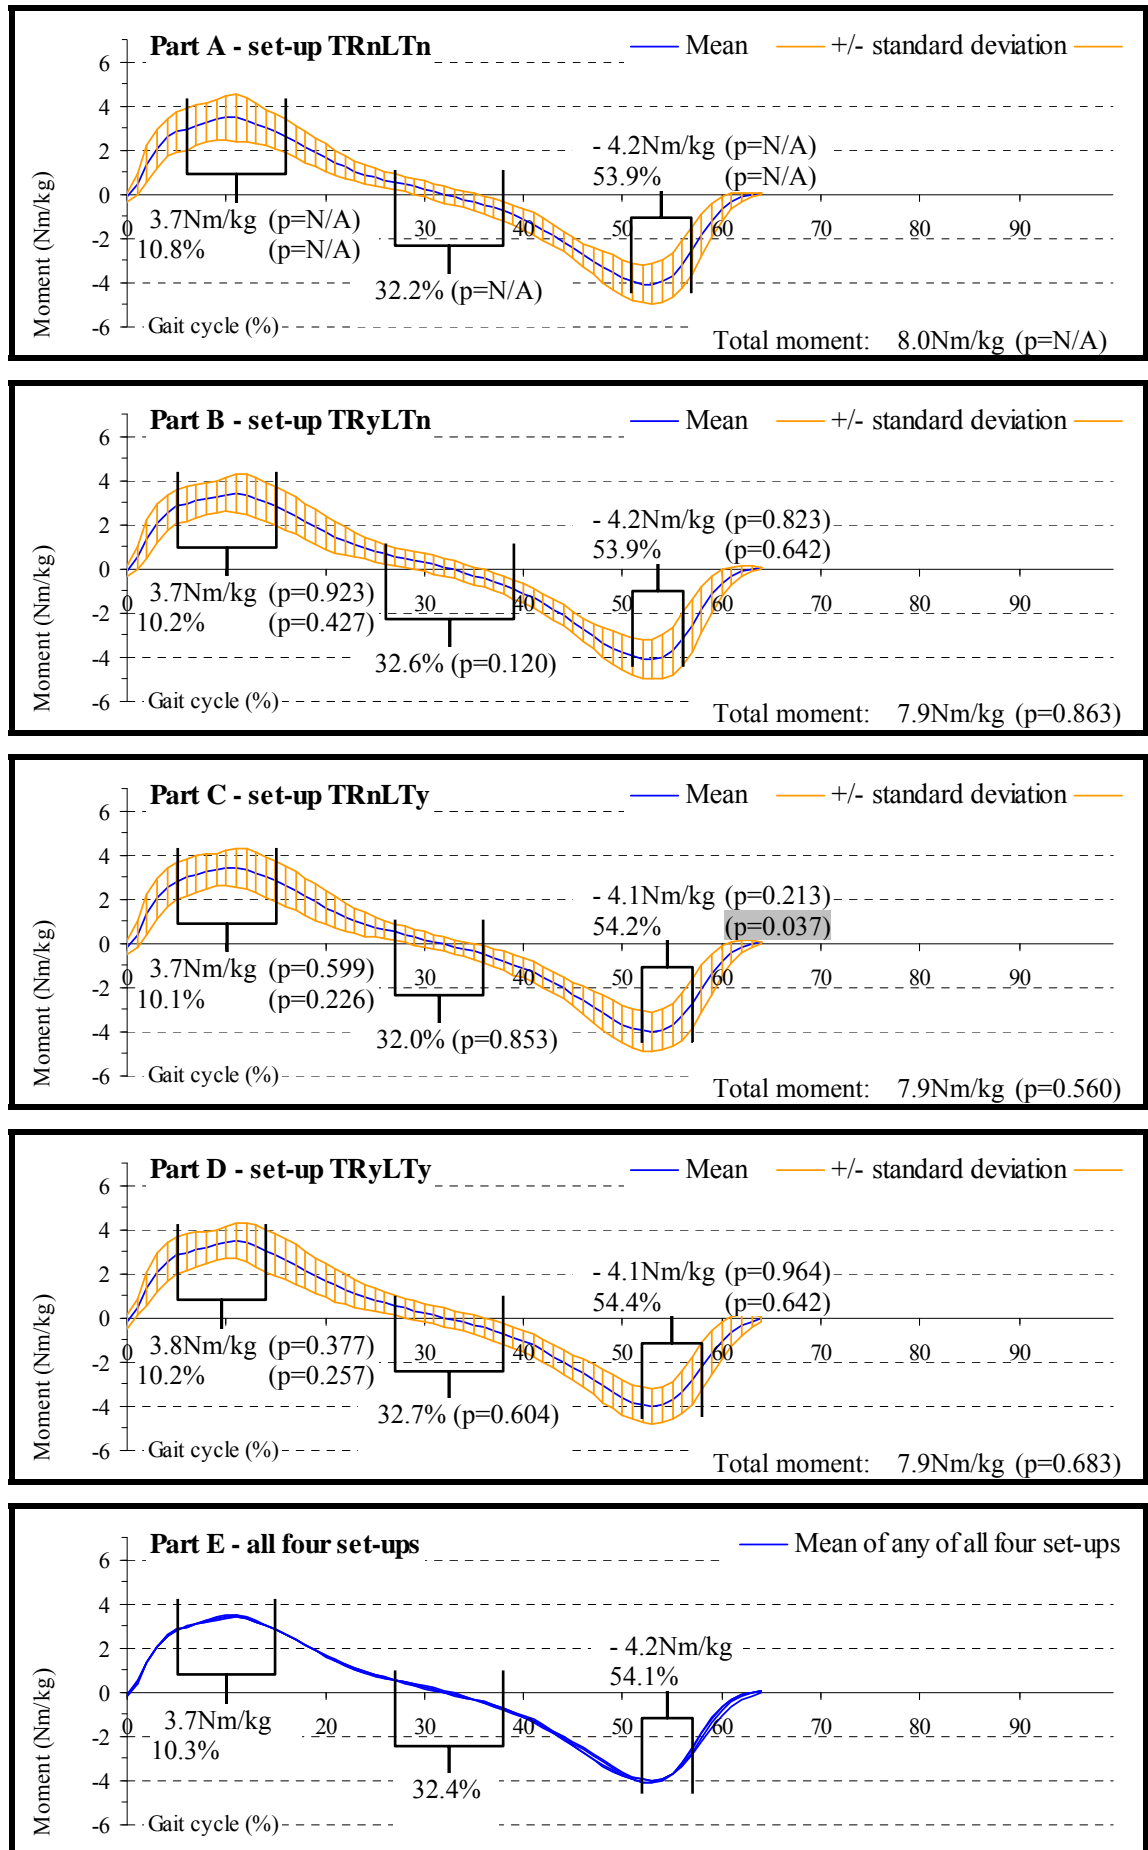 Part A - set-up TRnLTn
Mean
+/- standard deviation
6
4
2
0
-2
-4
-6
Moment (Nm/kg)
- 4.2Nm/kg (p=N/A)
53.9% (p=N/A)
0 20 30 40 50 60 70 80 90
3.7Nm/kg (p=N/A)
10.8% (p=N/A)
32.2% (p=N/A)
Gait cycle (%)
Total moment: 8.0Nm/kg (p=N/A)
Part B - set-up TRyLTn
Mean
+/- standard deviation
6
4
2
0
-2
-4
-6
Moment (Nm/kg)
- 4.2Nm/kg (p=0.823)
53.9% (p=0.642)
0 20 30 40 50 60 70 80 90
3.7Nm/kg (p=0.923)
10.2% (p=0.427)
32.6% (p=0.120)
Gait cycle (%)
Total moment: 7.9Nm/kg (p=0.863)
Part C - set-up TRnLTy
Mean
+/- standard deviation
6
4
2
0
-2
-4
-6
Moment (Nm/kg)
- 4.1Nm/kg (p=0.213)
54.2% (p=0.037)
0 20 30 40 50 60 70 80 90
3.7Nm/kg (p=0.599)
10.1% (p=0.226)
32.0% (p=0.853)
Gait cycle (%)
Total moment: 7.9Nm/kg (p=0.560)
Part D - set-up TRyLTy
Mean
+/- standard deviation
6
4
2
0
-2
-4
-6
Moment (Nm/kg)
- 4.1Nm/kg (p=0.964)
54.4% (p=0.642)
0 20 30 40 50 60 70 80 90
3.8Nm/kg (p=0.377)
10.2% (p=0.257)
32.7% (p=0.604)
Gait cycle (%)
Total moment: 7.9Nm/kg (p=0.683)
Part E - all four set-ups
Mean of any of all four set-ups
6
4
2
0
-2
-4
-6
Moment (Nm/kg)
- 4.2Nm/kg
54.1%
0 20 30 40 50 60 70 80 90
3.7Nm/kg
10.3%
32.4%
Gait cycle (%)